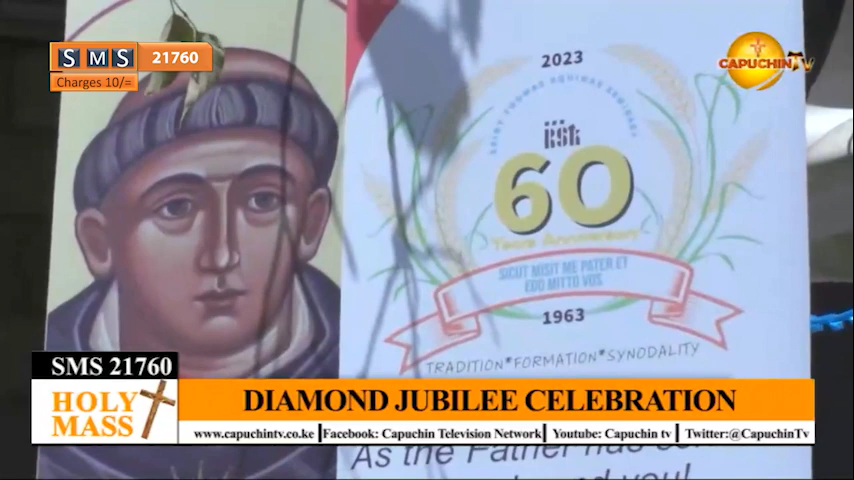 SMS 21760
Charges 10/=
CAPUCHIN TV
2023
SAINT THOMAS AQUINAS SEMINARY
60
Years Anniversary
SICUT MISIT ME PATER ET
EGO MITTO VOS
1963
TRADITION*FORMATION*SYNODALITY
SMS 21760
HOLY
MASS
DIAMOND JUBILEE CELEBRATION
www.capuchintv.co.ke Facebook: Capuchin Television Network Youtube: Capuchin tv Twitter:@CapuchinTv
As the Father has
you!